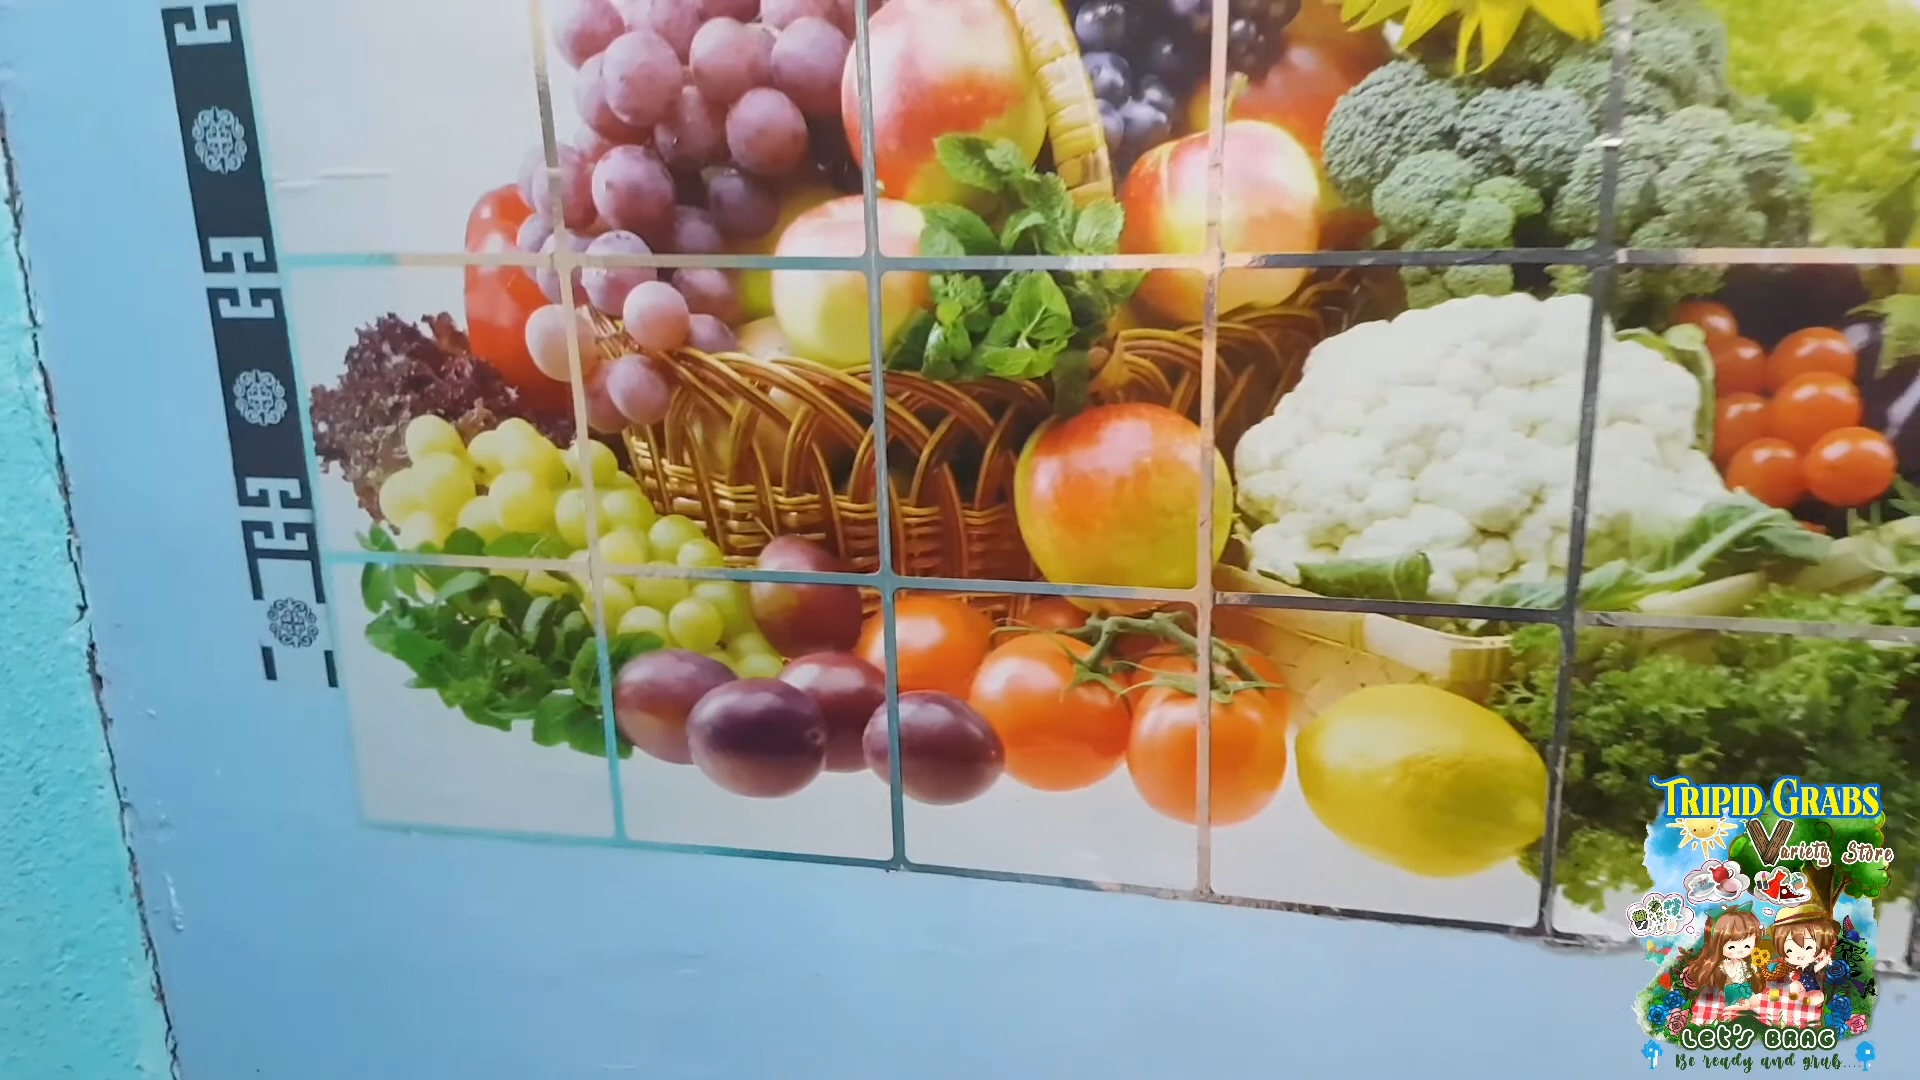 TRIPID GRABS
Variety Store
LET'S BRAG
Be ready and grab....